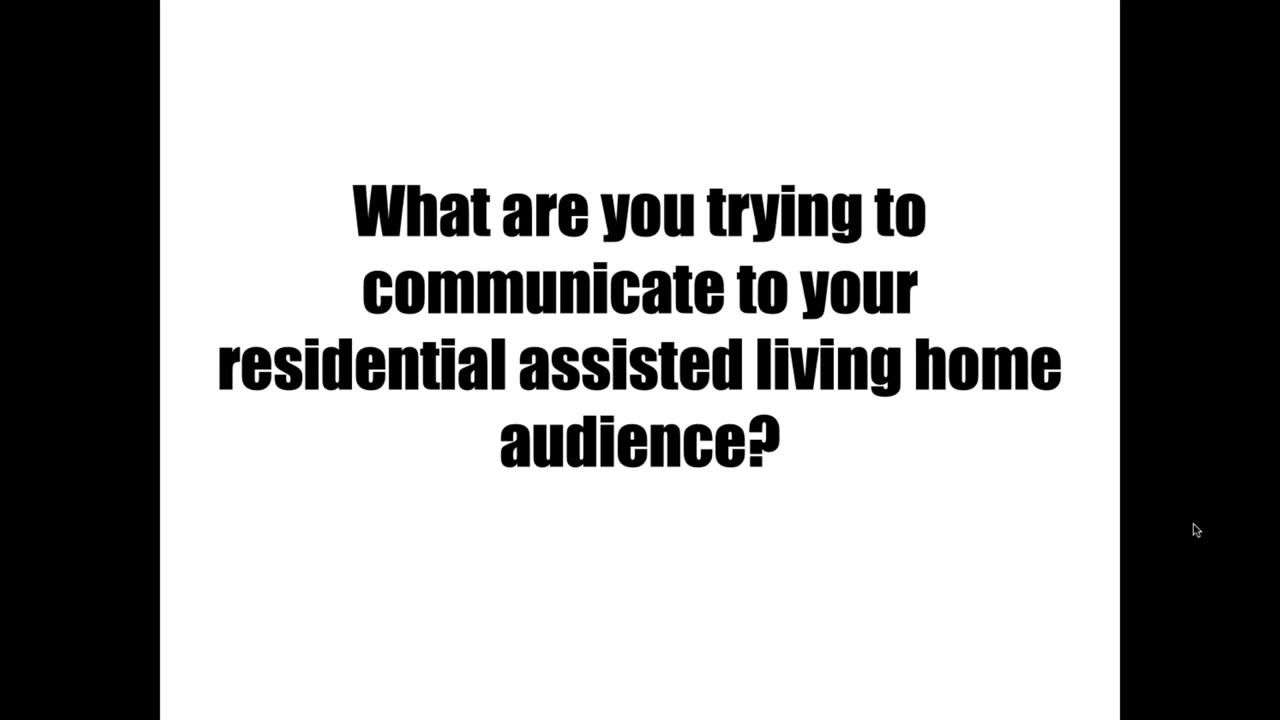 What are you trying to
communicate to your
residential assisted living home
audience?